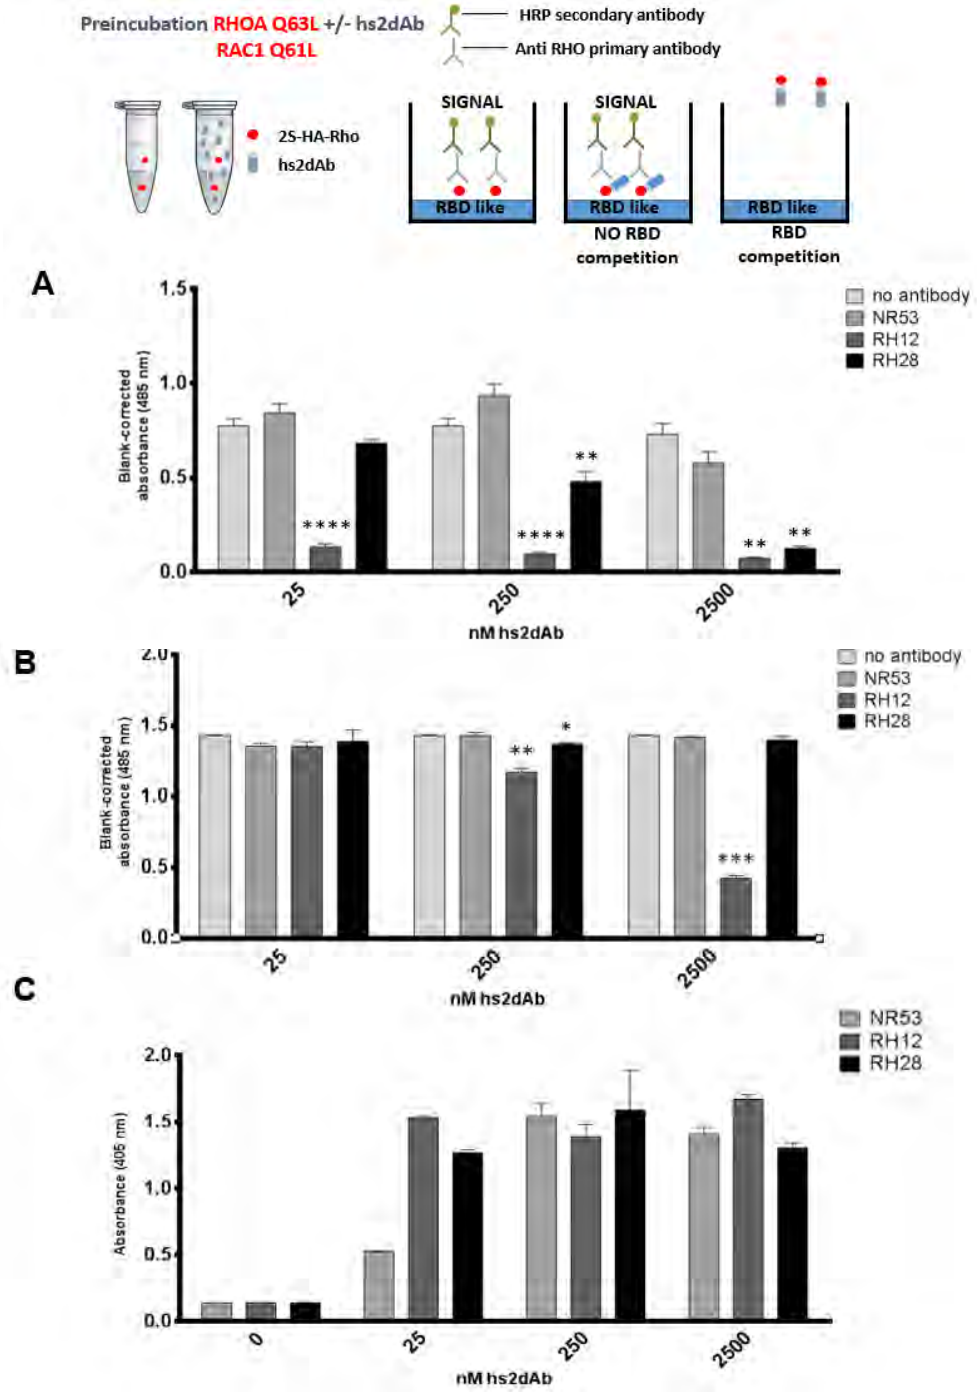 Preincubation RHOA Q63L +/- hs2dAb
RAC1 Q61L
HRP secondary antibody
Anti RHO primary antibody
2S-HA-Rho
hs2dAb
SIGNAL
RBD like
SIGNAL
RBD like
NO RBD
competition
RBD like
RBD
competition
A
Blank-corrected
absorbance (485 nm)
1.5
1.0
0.5
0.0
****
****
**
**
**
25
250
2500
nM hs2dAb
no antibody
NR53
RH12
RH28
B
Blank-corrected
absorbance (485 nm)
2.0
1.5
1.0
0.5
0.0
**
*
***
25
250
2500
nM hs2dAb
no antibody
NR53
RH12
RH28
C
Absorbance (405 nm)
2.0
1.5
1.0
0.5
0.0
0
25
250
2500
nM hs2dAb
NR53
RH12
RH28